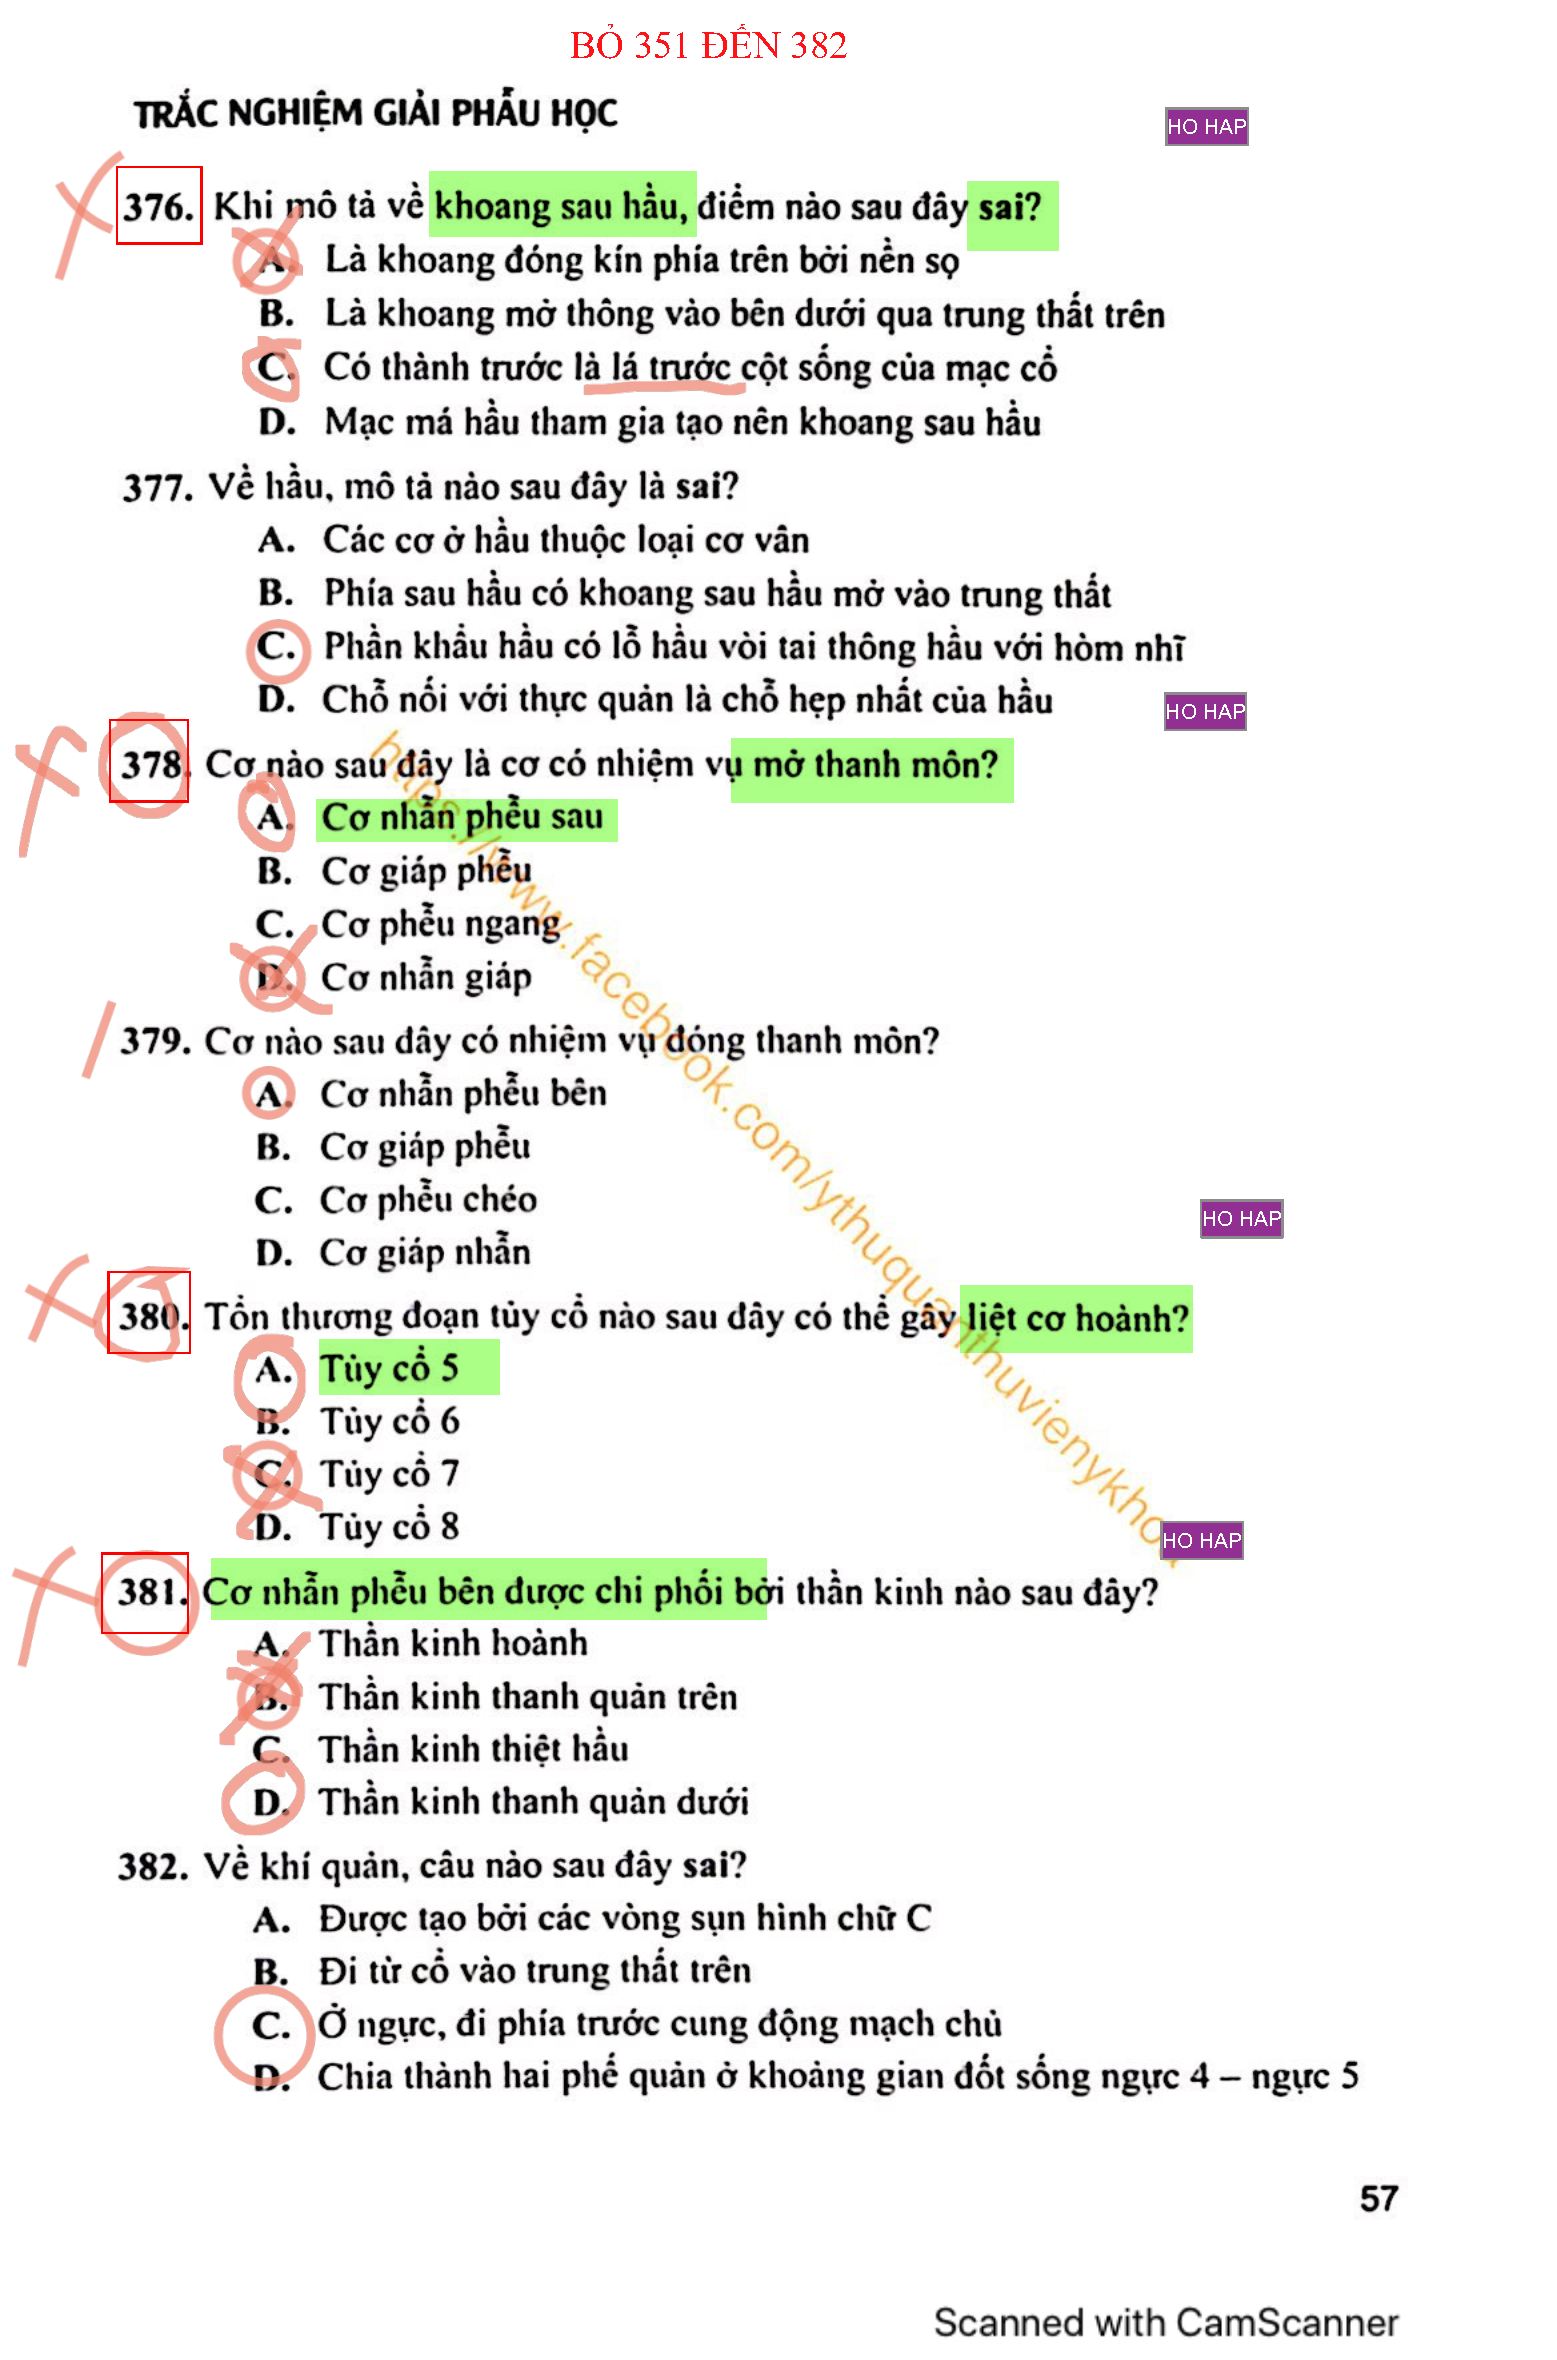 BỎ 351 ĐẾN 382
TRẮC NGHIỆM GIẢI PHẪU HỌC
HO HAP
376. Khi mô tả về khoang sau hầu, điểm nào sau đây sai?
A. Là khoang đóng kín phía trên bởi nền sọ
B. Là khoang mở thông vào bên dưới qua trung thất trên
C. Có thành trước là lá trước cột sống của mạc cổ
D. Mạc má hầu tham gia tạo nên khoang sau hầu
377. Về hầu, mô tả nào sau đây là sai?
A. Các cơ ở hầu thuộc loại cơ vân
B. Phía sau hầu có khoang sau hầu mở vào trung thất
C. Phần khẩu hầu có lỗ hầu vòi tai thông hầu với hòm nhĩ
D. Chỗ nối với thực quản là chỗ hẹp nhất của hầu
HO HAP
378. Cơ nào sau đây là cơ có nhiệm vụ mở thanh môn?
A. Cơ nhẫn phễu sau
B. Cơ giáp phễu
C. Cơ phễu ngang
D. Cơ nhẫn giáp
379. Cơ nào sau đây có nhiệm vụ đóng thanh môn?
A. Cơ nhẫn phễu bên
B. Cơ giáp phễu
C. Cơ phễu chéo
D. Cơ giáp nhẫn
HO HAP
380. Tổn thương đoạn tủy cổ nào sau đây có thể gây liệt cơ hoành?
A. Tủy cổ 5
B. Tủy cổ 6
C. Tủy cổ 7
D. Tủy cổ 8
HO HAP
381. Cơ nhẫn phễu bên được chi phối bởi thần kinh nào sau đây?
A. Thần kinh hoành
B. Thần kinh thanh quản trên
C. Thần kinh thiệt hầu
D. Thần kinh thanh quản dưới
382. Về khí quản, câu nào sau đây sai?
A. Được tạo bởi các vòng sụn hình chữ C
B. Đi từ cổ vào trung thất trên
C. Ở ngực, đi phía trước cung động mạch chủ
D. Chia thành hai phế quản ở khoảng gian đốt sống ngực 4 – ngực 5
https://www.facebook.com/ythuquanthuvienykhoa
57
Scanned with CamScanner